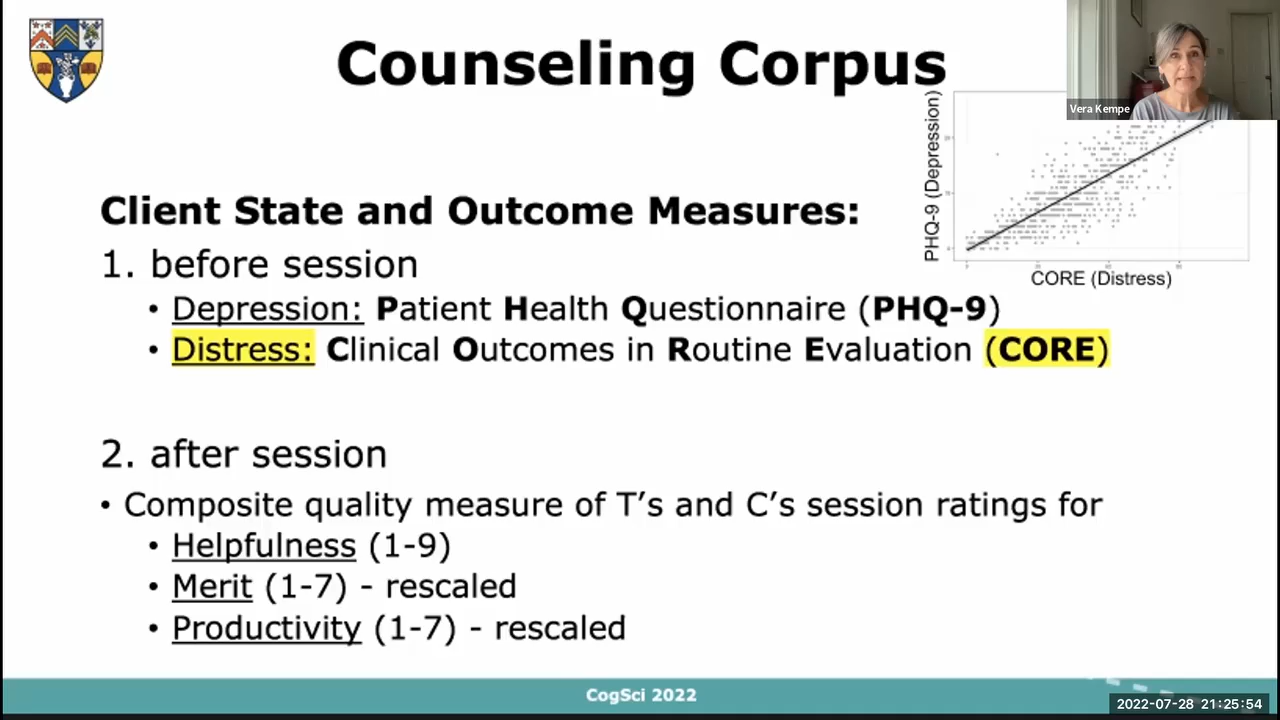 Counseling Corpus
Vera Kempe
PHQ-9 (Depression)
CORE (Distress)
Client State and Outcome Measures:
1. before session
• Depression: Patient Health Questionnaire (PHQ-9)
• Distress: Clinical Outcomes in Routine Evaluation (CORE)
2. after session
• Composite quality measure of T’s and C’s session ratings for
• Helpfulness (1-9)
• Merit (1-7) - rescaled
• Productivity (1-7) - rescaled
CogSci 2022
2022-07-28 21:25:54